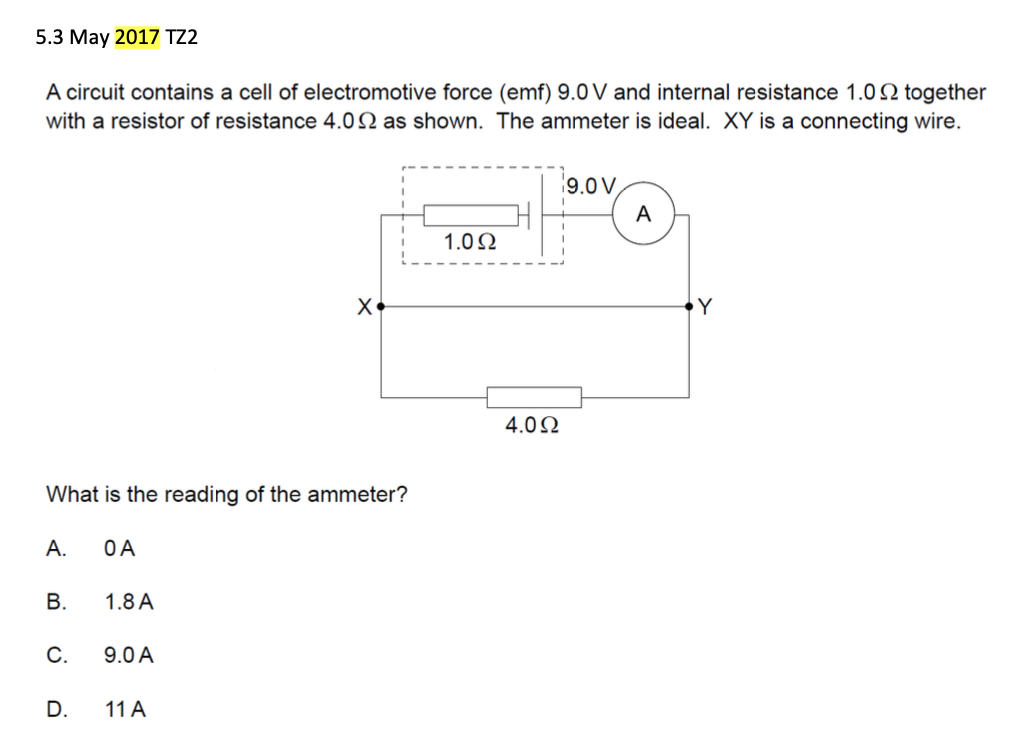 5.3 May 2017 TZ2
A circuit contains a cell of electromotive force (emf) 9.0 V and internal resistance 1.0 Ω together
with a resistor of resistance 4.0 Ω as shown. The ammeter is ideal. XY is a connecting wire.
9.0 V
A
1.0 Ω
X
Y
4.0 Ω
What is the reading of the ammeter?
A. 0 A
B. 1.8 A
C. 9.0 A
D. 11 A